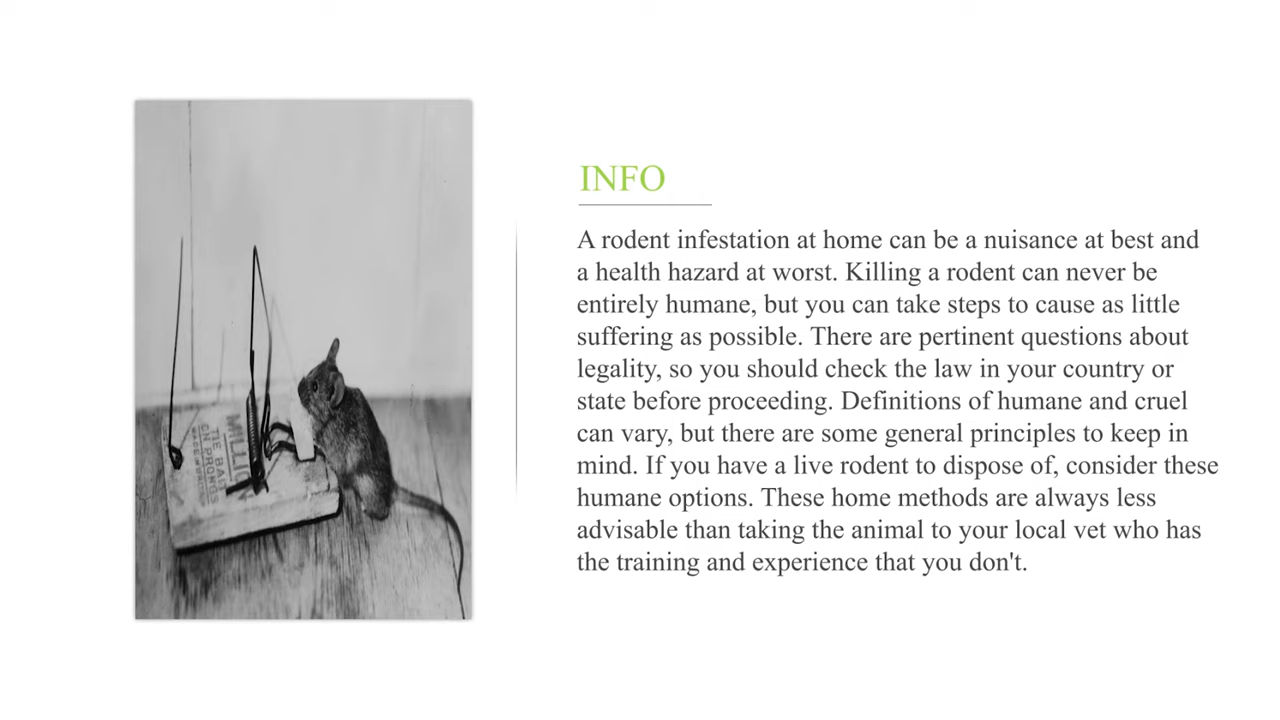 INFO
A rodent infestation at home can be a nuisance at best and
a health hazard at worst. Killing a rodent can never be
entirely humane, but you can take steps to cause as little
suffering as possible. There are pertinent questions about
legality, so you should check the law in your country or
state before proceeding. Definitions of humane and cruel
can vary, but there are some general principles to keep in
mind. If you have a live rodent to dispose of, consider these
humane options. These home methods are always less
advisable than taking the animal to your local vet who has
the training and experience that you don't.
THE BAIT
ON PRONGS